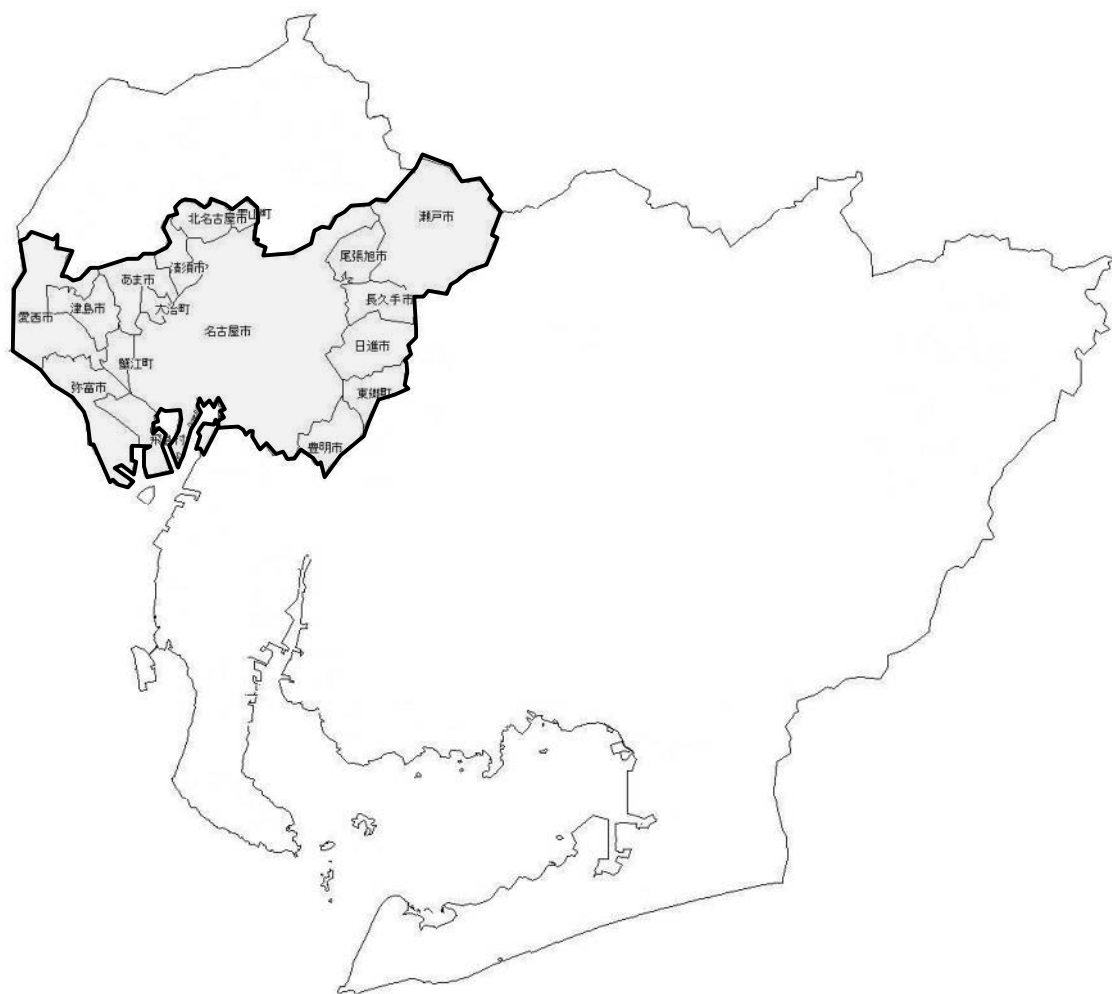 瀬戸市
北名古屋市
尾張旭市
清須市
あま市
長久手市
津島市
大治町
愛西市
名古屋市
日進市
蟹江町
弥富市
東郷町
豊明市